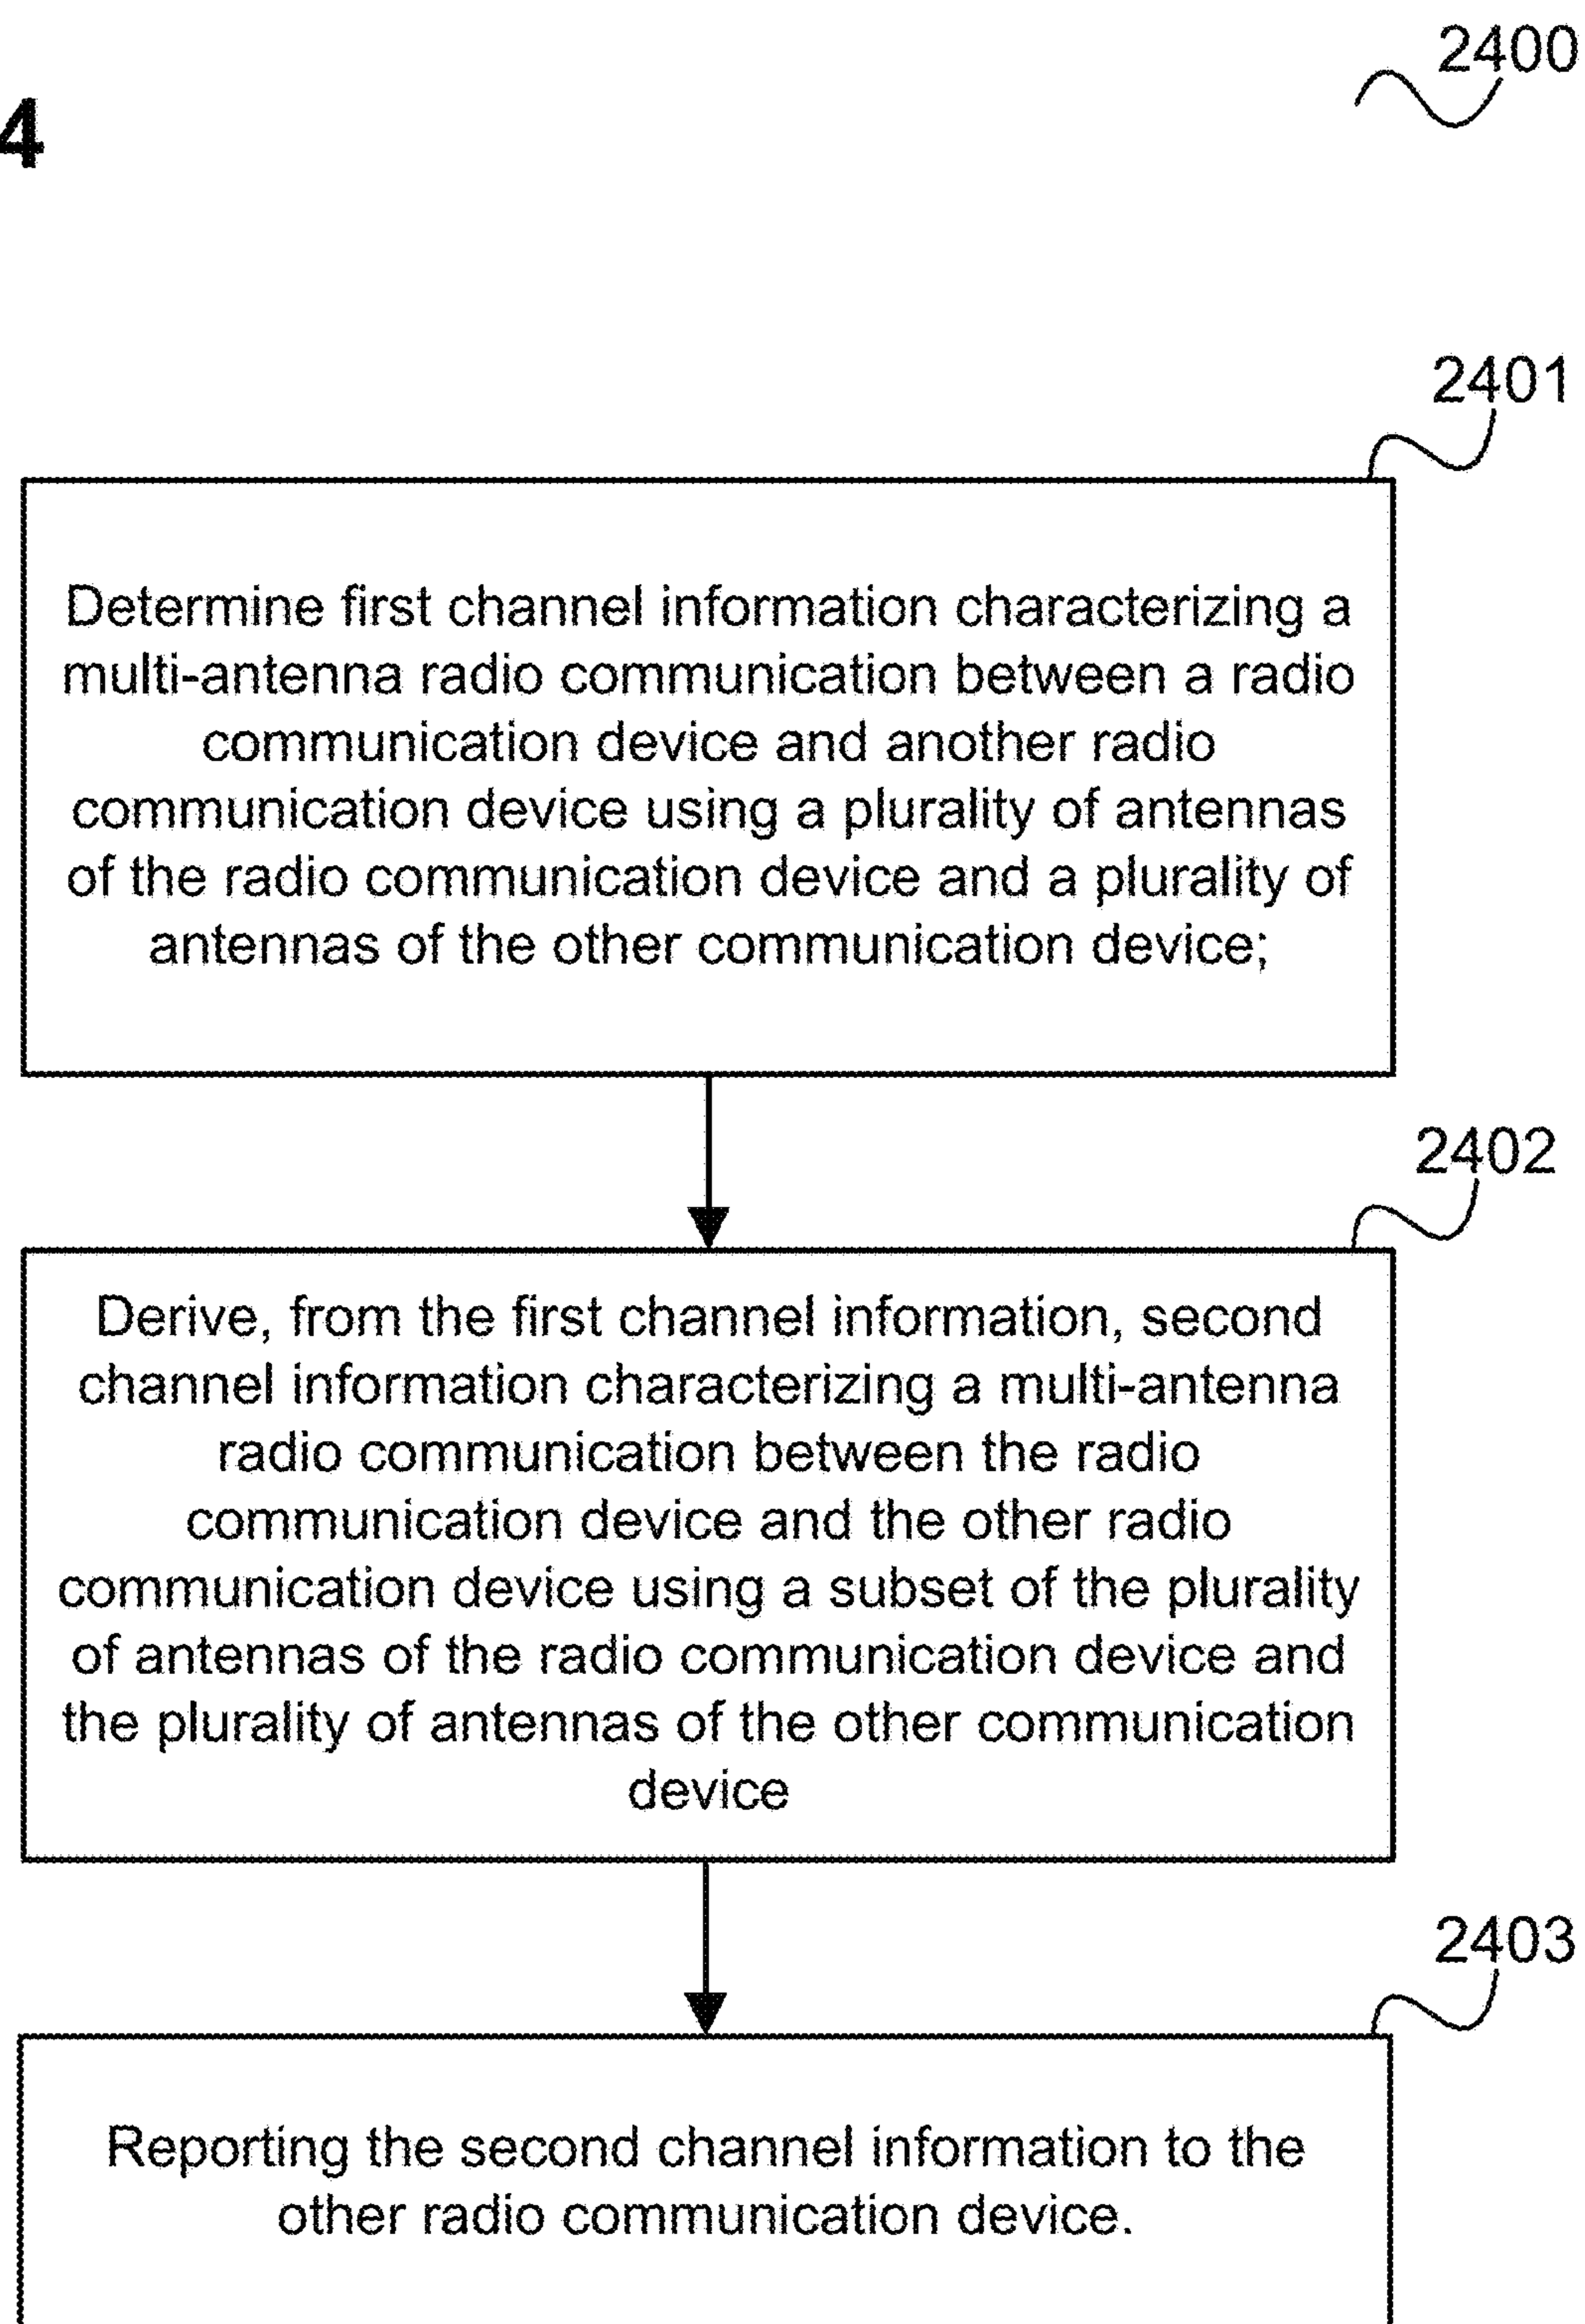 2400
4
2401
Determine first channel information characterizing a
multi-antenna radio communication between a radio
communication device and another radio
communication device using a plurality of antennas
of the radio communication device and a plurality of
antennas of the other communication device;
2402
Derive, from the first channel information, second
channel information characterizing a multi-antenna
radio communication between the radio
communication device and the other radio
communication device using a subset of the plurality
of antennas of the radio communication device and
the plurality of antennas of the other communication
device
2403
Reporting the second channel information to the
other radio communication device.